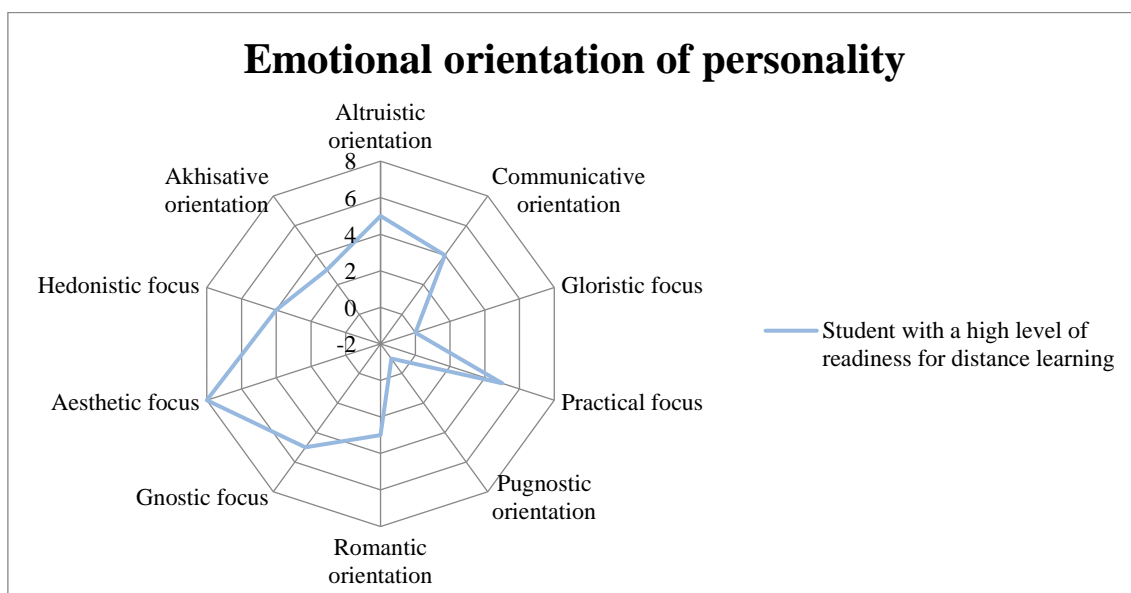 Emotional orientation of personality
Altruistic
orientation
Communicative
orientation
Gloristic focus
Practical focus
Pugnostic
orientation
Romantic
orientation
Gnostic focus
Aesthetic focus
Hedonistic focus
Akhisative
orientation
8
6
4
2
0
-2
Student with a high level of
readiness for distance learning